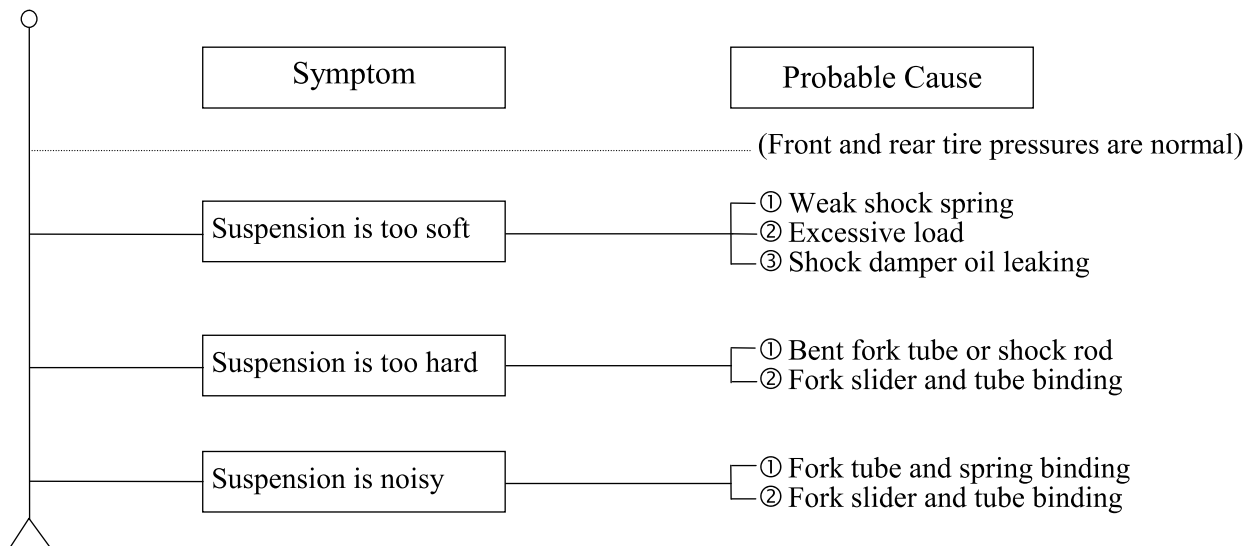 Symptom
Probable Cause
(Front and rear tire pressures are normal)
Suspension is too soft
① Weak shock spring
② Excessive load
③ Shock damper oil leaking
Suspension is too hard
① Bent fork tube or shock rod
② Fork slider and tube binding
Suspension is noisy
① Fork tube and spring binding
② Fork slider and tube binding